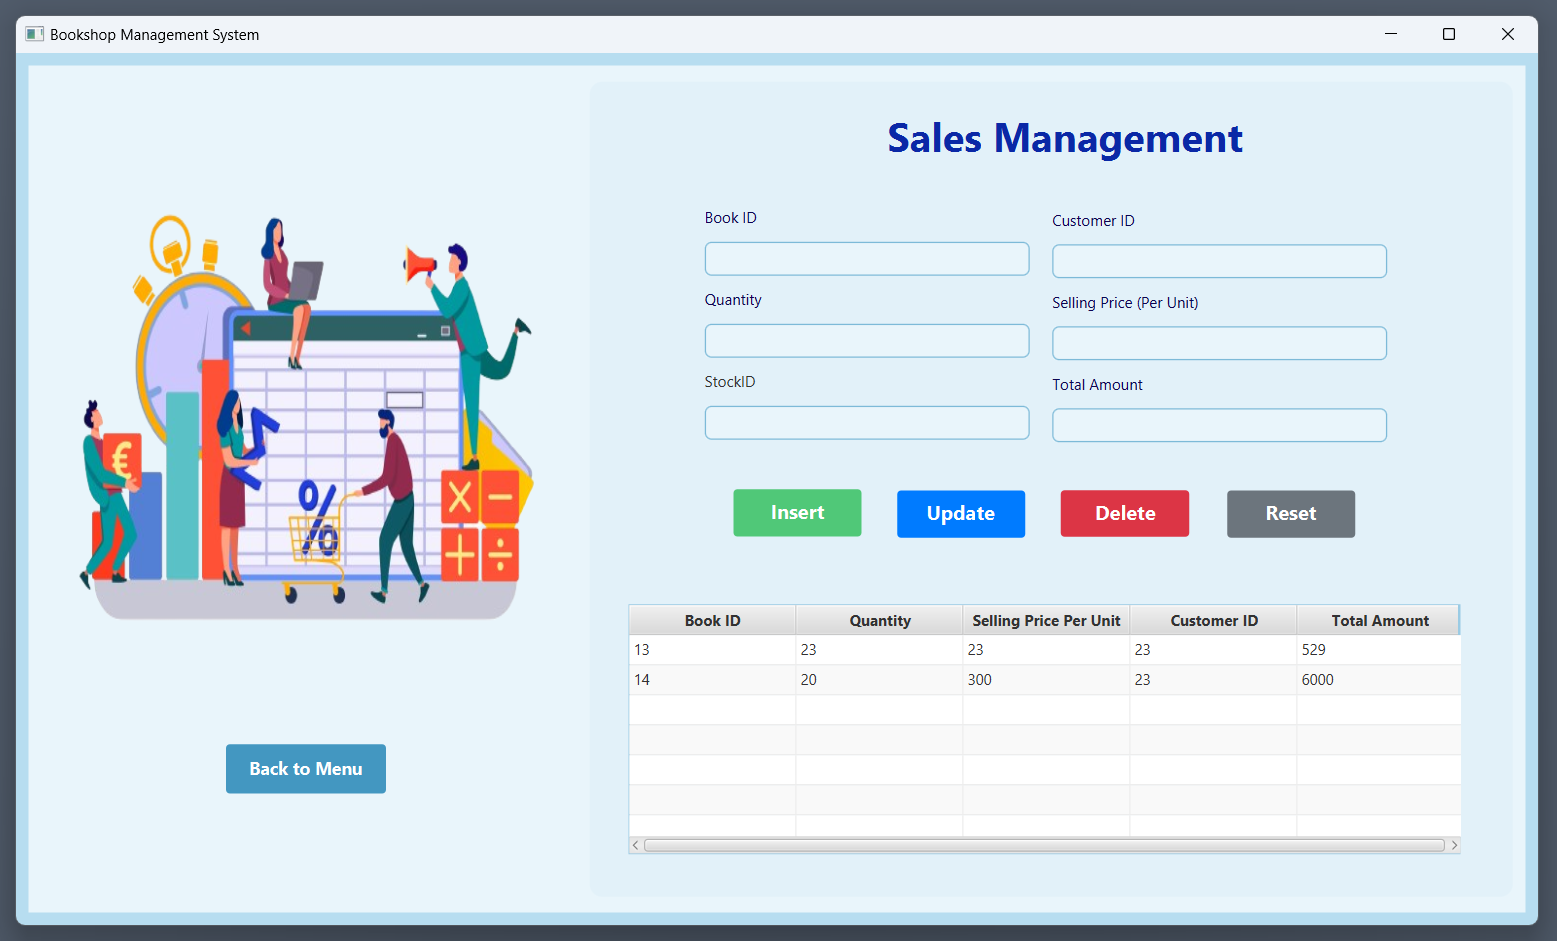 Bookshop Management System
Sales Management
Book ID
Customer ID
Quantity
Selling Price (Per Unit)
StockID
Total Amount
Insert Update Delete Reset
Book ID Quantity Selling Price Per Unit Customer ID Total Amount
13 23 23 23 529
14 20 300 23 6000
€
%
× −
+ ÷
Back to Menu